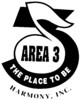 AREA 3
THE PLACE TO BE
HARMONY, INC.